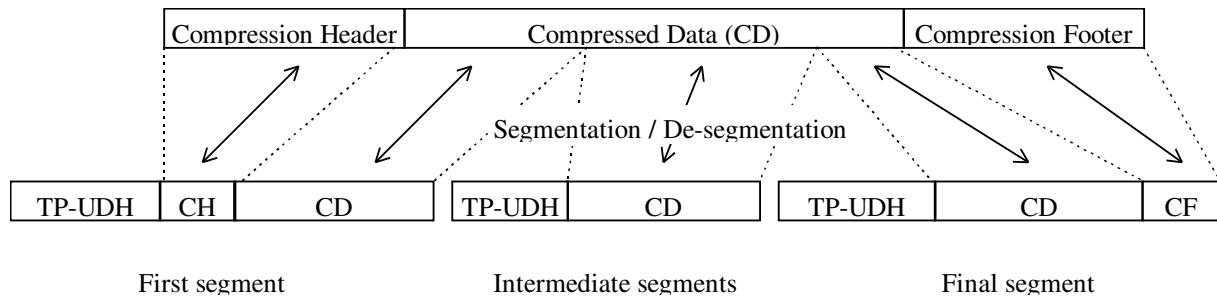 Compression Header Compressed Data (CD) Compression Footer
Segmentation / De-segmentation
TP-UDH CH CD TP-UDH CD TP-UDH CD CF
First segment Intermediate segments Final segment